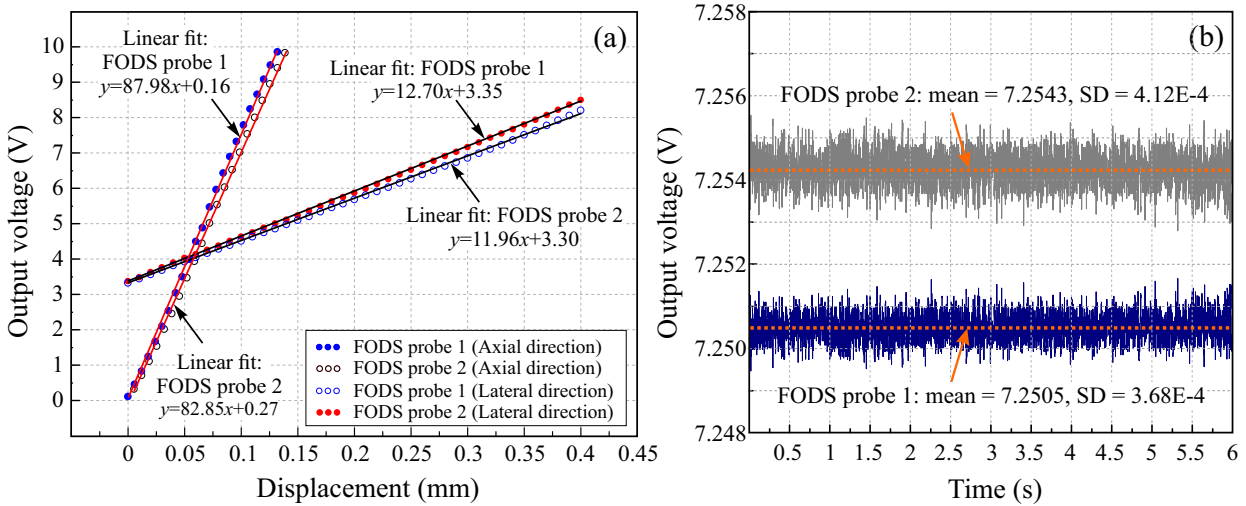 (a)
Linear fit:
FODS probe 1
y=87.98x+0.16
Linear fit: FODS probe 1
y=12.70x+3.35
Linear fit: FODS probe 2
y=11.96x+3.30
Linear fit:
FODS probe 2
y=82.85x+0.27
FODS probe 1 (Axial direction)
FODS probe 2 (Axial direction)
FODS probe 1 (Lateral direction)
FODS probe 2 (Lateral direction)
Output voltage (V)
10
9
8
7
6
5
4
3
2
1
0
0
0.05
0.1
0.15
0.2
0.25
0.3
0.35
0.4
0.45
Displacement (mm)
(b)
FODS probe 2: mean = 7.2543, SD = 4.12E-4
FODS probe 1: mean = 7.2505, SD = 3.68E-4
Output voltage (V)
7.258
7.256
7.254
7.252
7.250
7.248
0.5
1
1.5
2
2.5
3
3.5
4
4.5
5
5.5
6
Time (s)